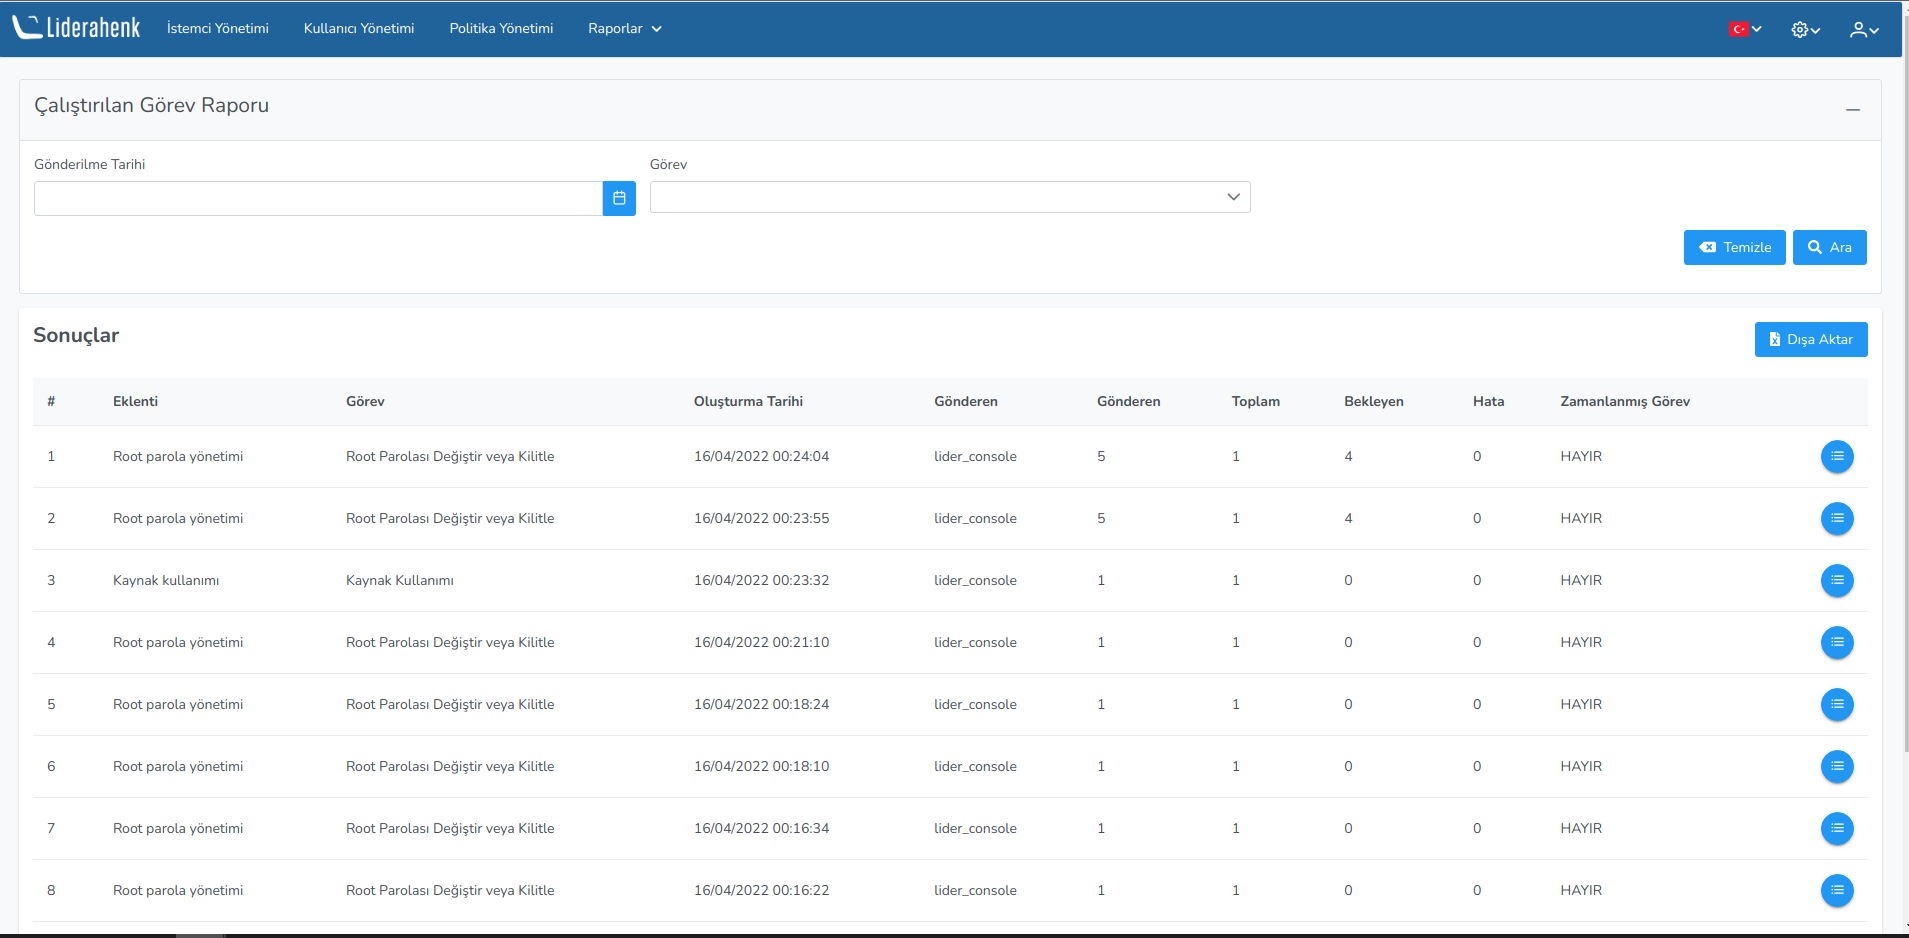 Liderahenk İstemci Yönetimi Kullanıcı Yönetimi Politika Yönetimi Raporlar
Çalıştırılan Görev Raporu
Gönderilme Tarihi Görev
Temizle Ara
Sonuçlar
Dışa Aktar
# Eklenti Görev Oluşturma Tarihi Gönderen Gönderen Toplam Bekleyen Hata Zamanlanmış Görev
1 Root parola yönetimi Root Parolası Değiştir veya Kilitle 16/04/2022 00:24:04 lider_console 5 1 4 0 HAYIR
2 Root parola yönetimi Root Parolası Değiştir veya Kilitle 16/04/2022 00:23:55 lider_console 5 1 4 0 HAYIR
3 Kaynak kullanımı Kaynak Kullanımı 16/04/2022 00:23:32 lider_console 1 1 0 0 HAYIR
4 Root parola yönetimi Root Parolası Değiştir veya Kilitle 16/04/2022 00:21:10 lider_console 1 1 0 0 HAYIR
5 Root parola yönetimi Root Parolası Değiştir veya Kilitle 16/04/2022 00:18:24 lider_console 1 1 0 0 HAYIR
6 Root parola yönetimi Root Parolası Değiştir veya Kilitle 16/04/2022 00:18:10 lider_console 1 1 0 0 HAYIR
7 Root parola yönetimi Root Parolası Değiştir veya Kilitle 16/04/2022 00:16:34 lider_console 1 1 0 0 HAYIR
8 Root parola yönetimi Root Parolası Değiştir veya Kilitle 16/04/2022 00:16:22 lider_console 1 1 0 0 HAYIR